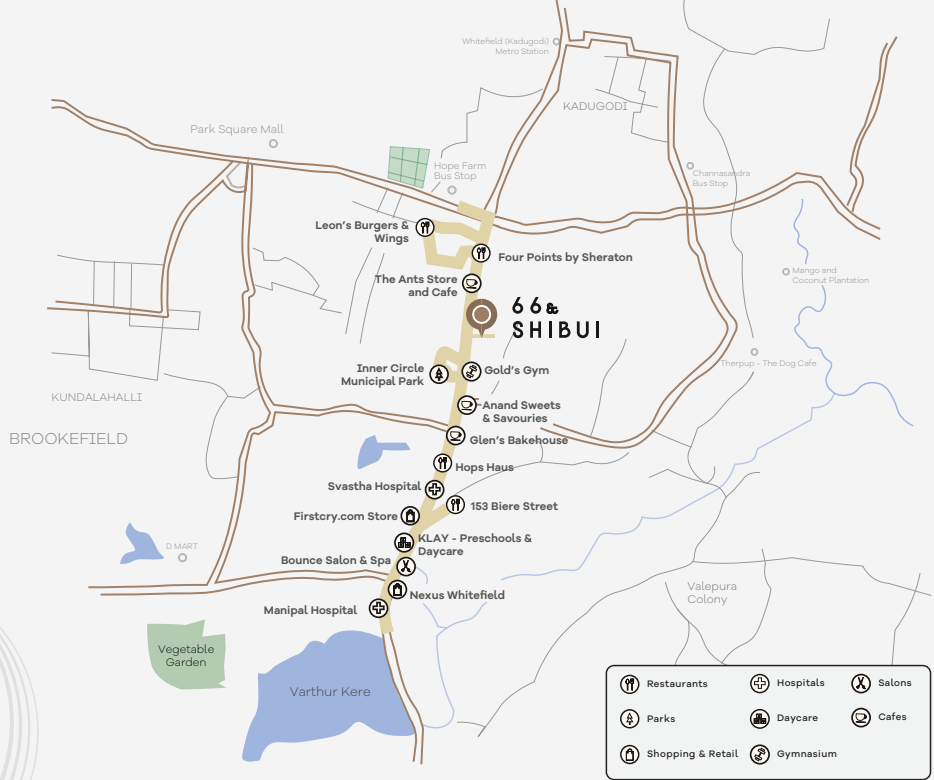 Whitefield (Kadugodi)
Metro Station
KADUGODI
Park Square Mall
Hope Farm
Bus Stop
Channasandra
Bus Stop
Leon's Burgers &
Wings
Four Points by Sheraton
The Ants Store
and Cafe
Mango and
Coconut Plantation
66&
SHIBUI
Inner Circle
Municipal Park
Gold's Gym
Therpup - The Dog Cafe
KUNDALAHALLI
Anand Sweets
& Savouries
BROOKEFIELD
Glen's Bakehouse
Hops Haus
Svastha Hospital
153 Biere Street
Firstcry.com Store
KLAY - Preschools &
Daycare
D MART
Bounce Salon & Spa
Nexus Whitefield
Manipal Hospital
Valepura
Colony
Vegetable
Garden
Varthur Kere
Restaurants
Hospitals
Salons
Parks
Daycare
Cafes
Shopping & Retail
Gymnasium